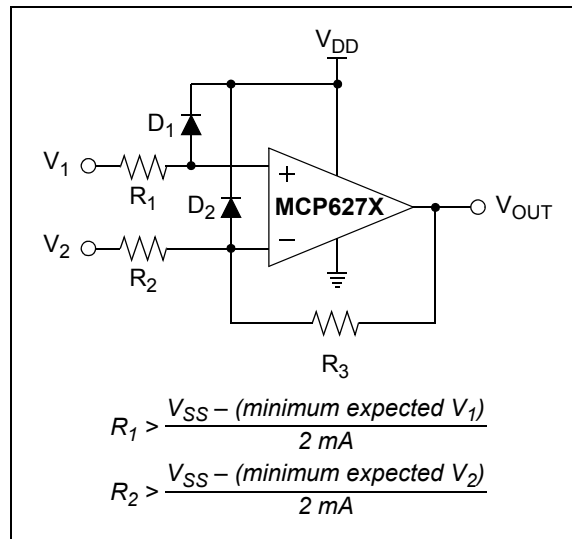 V_DD
D_1
V_1
R_1
+
MCP627X
V_OUT
D_2
V_2
R_2
–
R_3
R_1 > V_SS – (minimum expected V_1) / 2 mA
R_2 > V_SS – (minimum expected V_2) / 2 mA